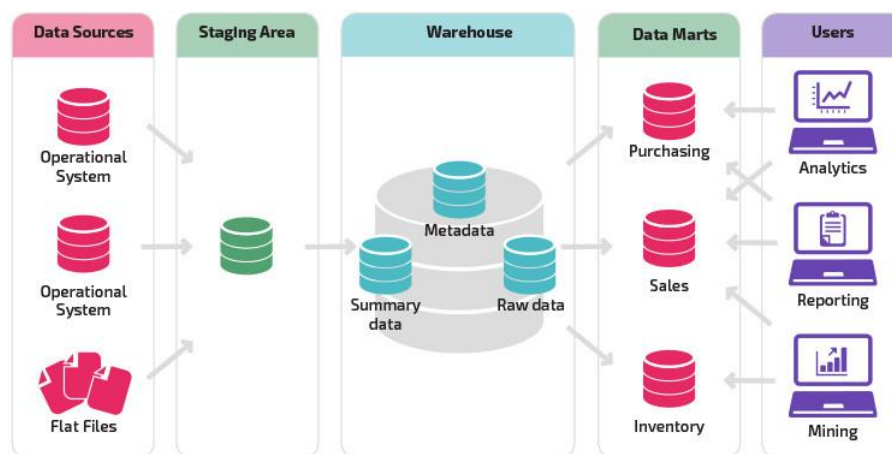 Data Sources
Staging Area
Warehouse
Data Marts
Users
Operational
System
Operational
System
Flat Files
Metadata
Summary
data
Raw data
Purchasing
Sales
Inventory
Analytics
Reporting
Mining